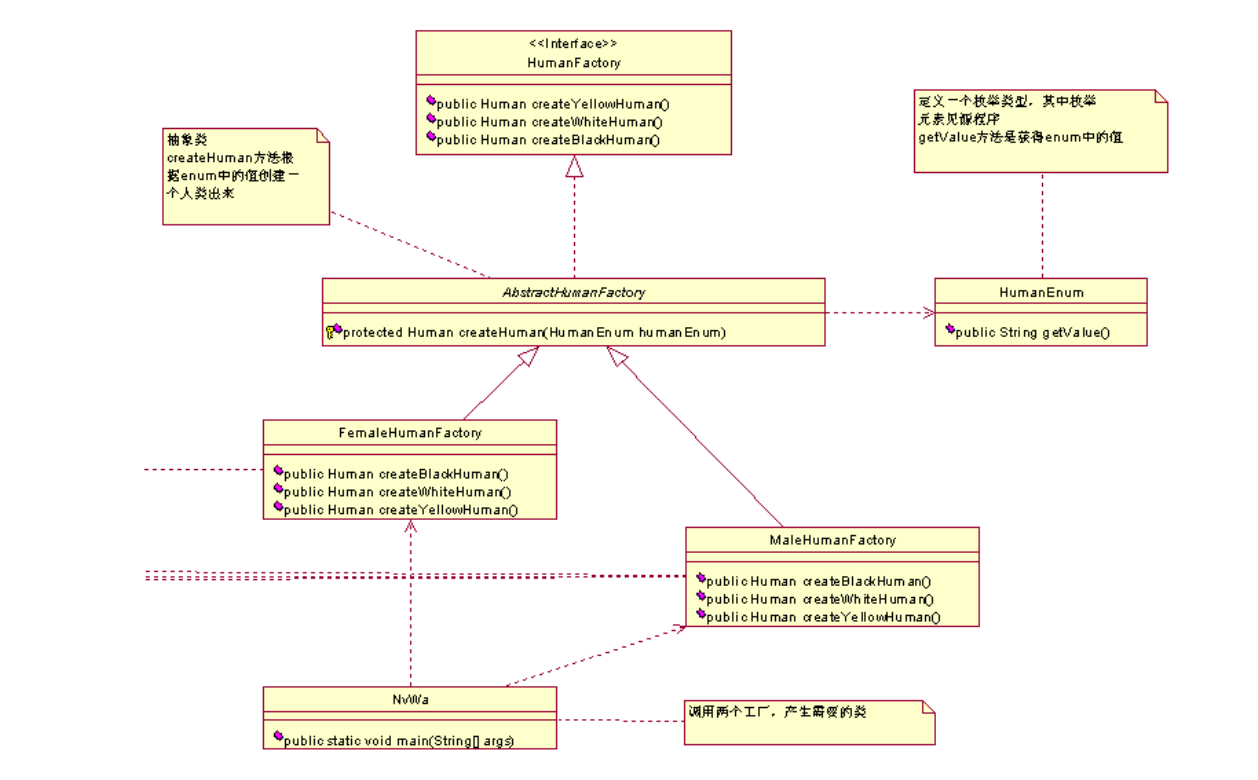 <<Interface>>
HumanFactory
public Human createYellowHuman()
public Human createWhiteHuman()
public Human createBlackHuman()
定义一个枚举类型，其中枚举
元素见源程序
getValue方法是获得enum中的值
抽象类
createHuman方法根
据enum中的值创建一
个人类出来
AbstractHumanFactory
protected Human createHuman(HumanEnum humanEnum)
HumanEnum
public String getValue()
FemaleHumanFactory
public Human createBlackHuman()
public Human createWhiteHuman()
public Human createYellowHuman()
MaleHumanFactory
public Human createBlackHuman()
public Human createWhiteHuman()
public Human createYellowHuman()
NvWa
public static void main(String[] args)
调用两个工厂，产生需要的类